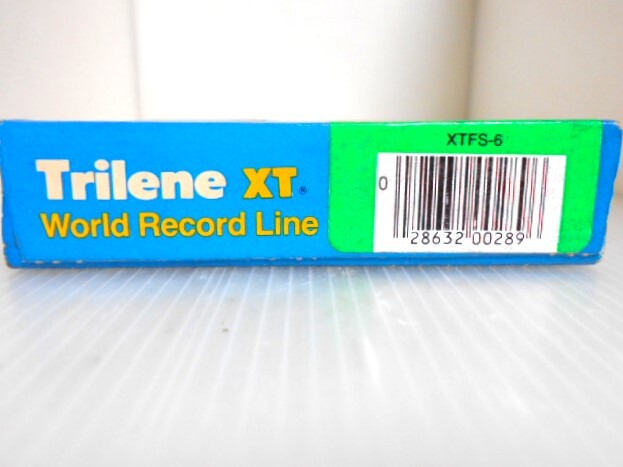 Trilene XT®
World Record Line
XTFS-6
0
28632 00289